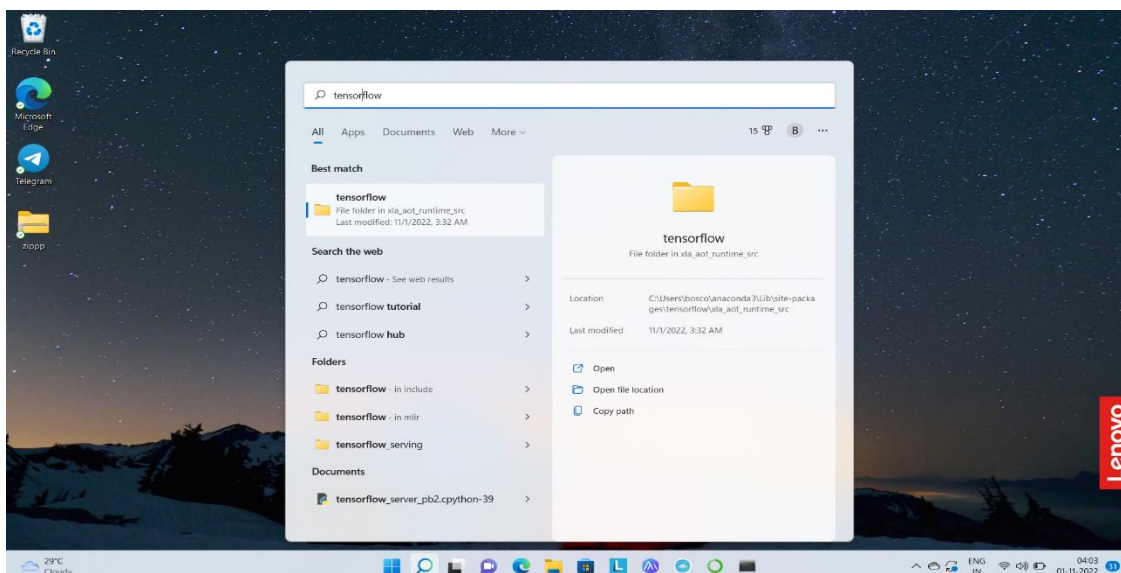 Recycle Bin
Microsoft
Edge
Telegram
zippp
tensorflow
All Apps Documents Web More
15 B ...
Best match
tensorflow
File folder in xla_aot_runtime_src
Last modified: 11/1/2022, 3:32 AM
Search the web
tensorflow - See web results
tensorflow tutorial
tensorflow hub
Folders
tensorflow - in include
tensorflow - in mlir
tensorflow_serving
Documents
tensorflow_server_pb2.cpython-39
tensorflow
File folder in xla_aot_runtime_src
Location C:\Users\bosco\anaconda3\Lib\site-packa
ges\tensorflow\xla_aot_runtime_src
Last modified 11/1/2022, 3:32 AM
Open
Open file location
Copy path
Lenovo
29°C
Cloudy
ENG
IN
04:03
01-11-2022
31